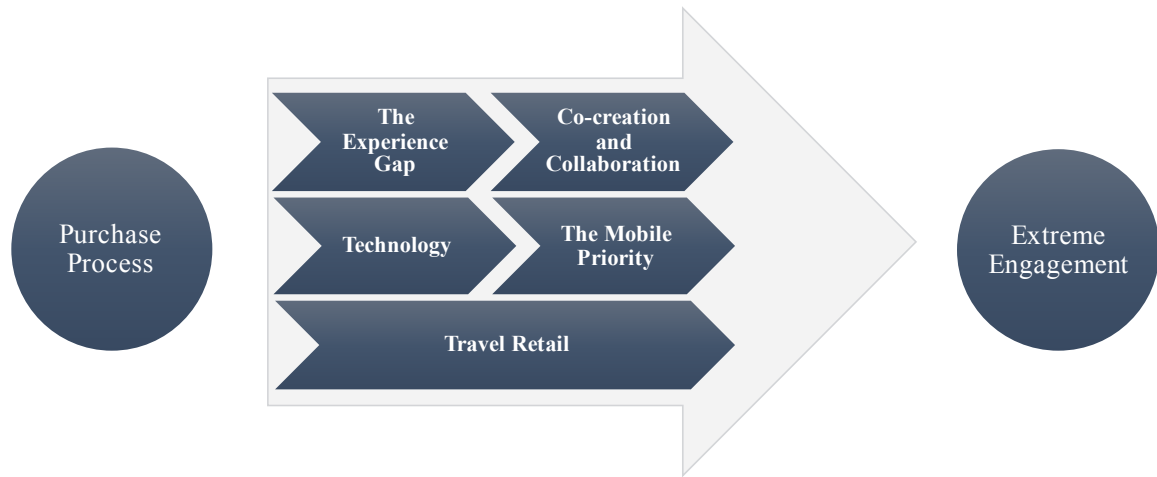 Purchase
Process
The
Experience
Gap
Co-creation
and
Collaboration
Technology
The Mobile
Priority
Travel Retail
Extreme
Engagement